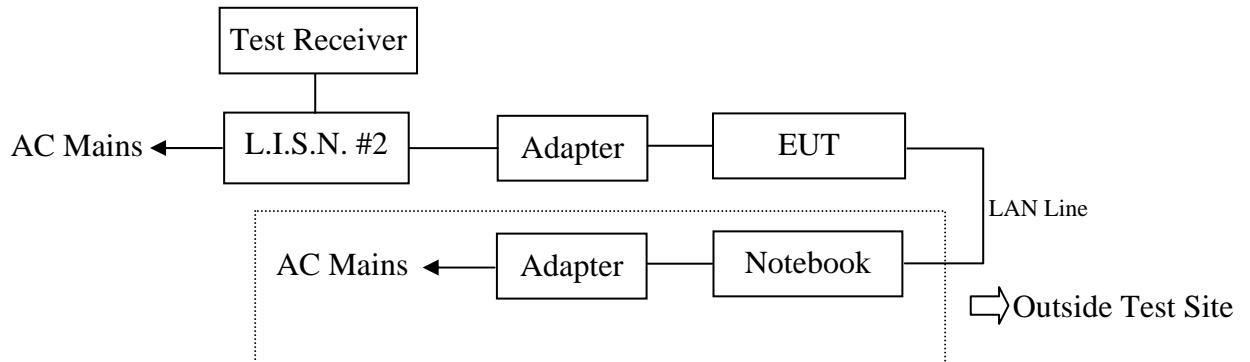 Test Receiver
AC Mains
L.I.S.N. #2
Adapter
EUT
LAN Line
AC Mains
Adapter
Notebook
Outside Test Site